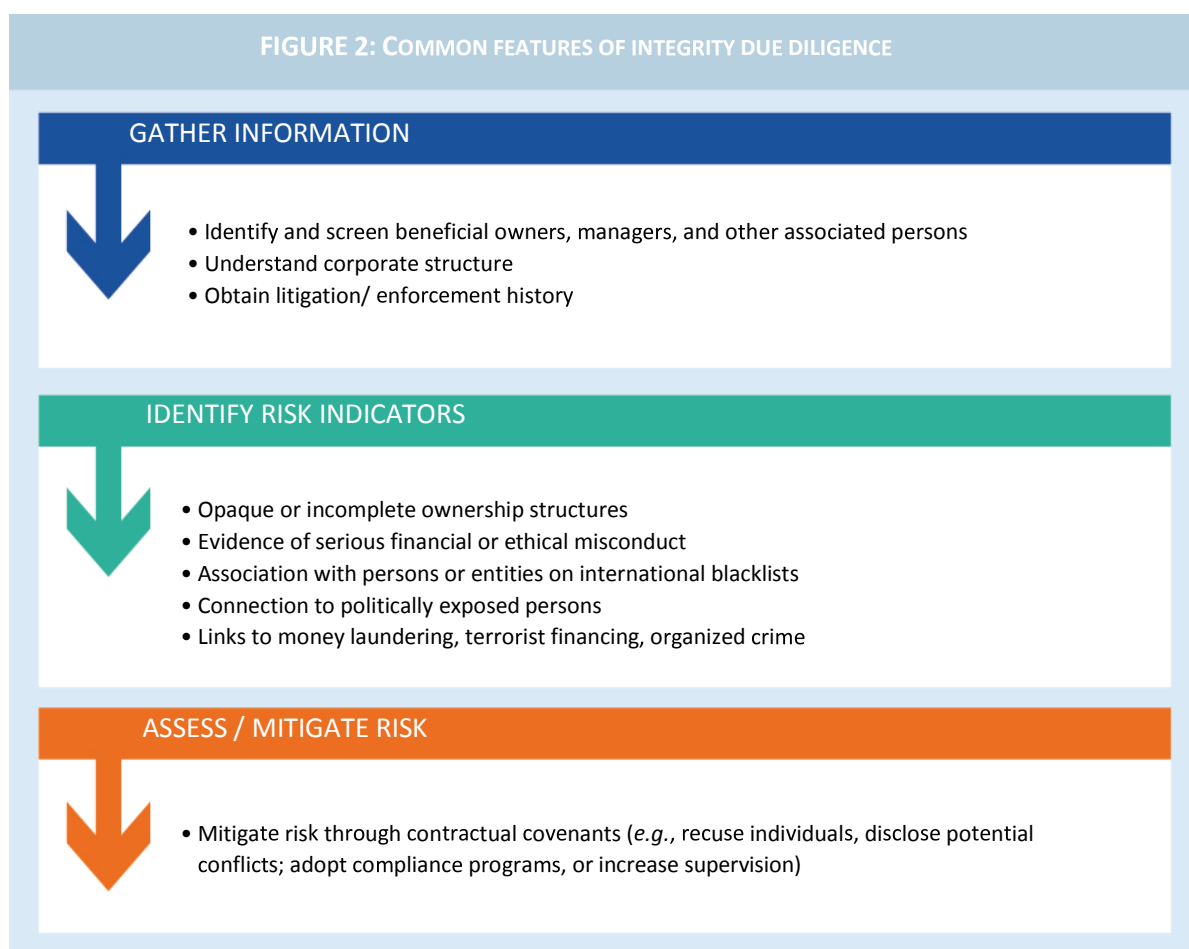 FIGURE 2: COMMON FEATURES OF INTEGRITY DUE DILIGENCE
GATHER INFORMATION
• Identify and screen beneficial owners, managers, and other associated persons
• Understand corporate structure
• Obtain litigation/ enforcement history
IDENTIFY RISK INDICATORS
• Opaque or incomplete ownership structures
• Evidence of serious financial or ethical misconduct
• Association with persons or entities on international blacklists
• Connection to politically exposed persons
• Links to money laundering, terrorist financing, organized crime
ASSESS / MITIGATE RISK
• Mitigate risk through contractual covenants (e.g., recuse individuals, disclose potential
conflicts; adopt compliance programs, or increase supervision)